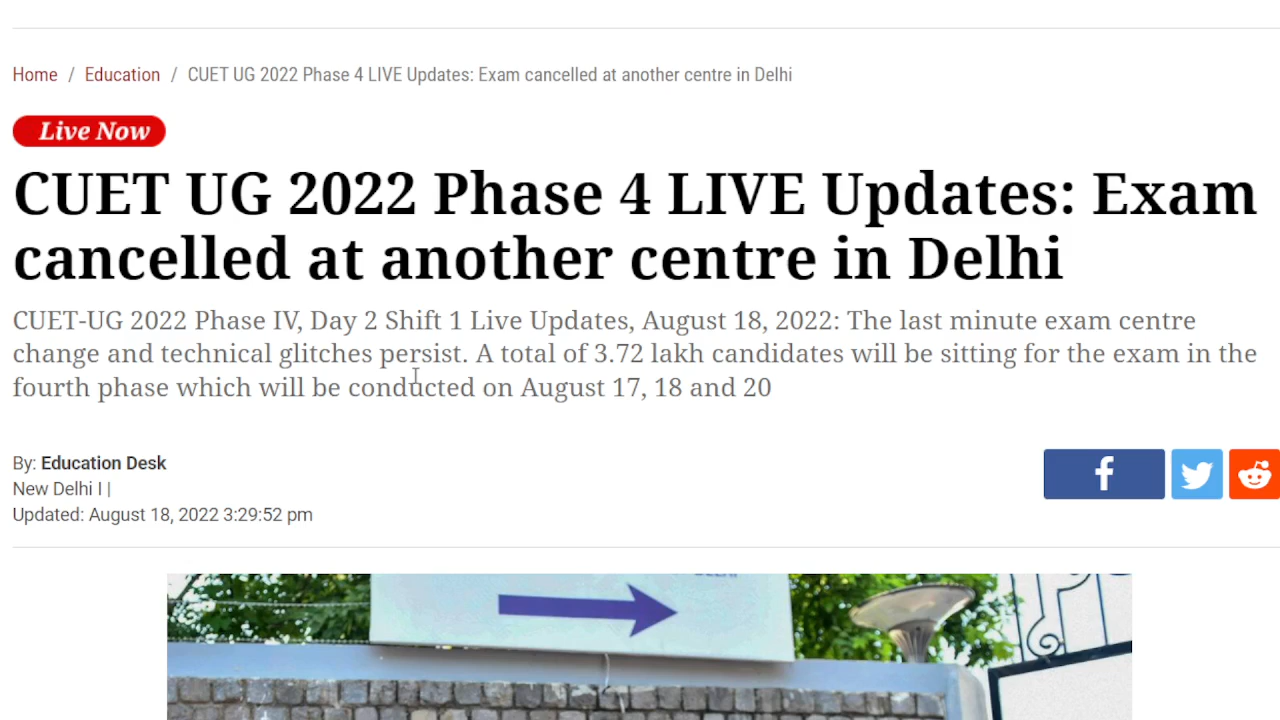 Home / Education / CUET UG 2022 Phase 4 LIVE Updates: Exam cancelled at another centre in Delhi
Live Now
CUET UG 2022 Phase 4 LIVE Updates: Exam
cancelled at another centre in Delhi
CUET-UG 2022 Phase IV, Day 2 Shift 1 Live Updates, August 18, 2022: The last minute exam centre
change and technical glitches persist. A total of 3.72 lakh candidates will be sitting for the exam in the
fourth phase which will be conducted on August 17, 18 and 20
By: Education Desk
New Delhi I |
Updated: August 18, 2022 3:29:52 pm